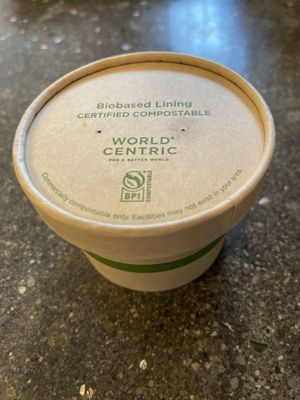 Biobased Lining
CERTIFIED COMPOSTABLE
WORLD®
CENTRIC
FOR A BETTER WORLD
BPI
COMPOSTABLE
Commercially compostable only. Facilities may not exist in your area.